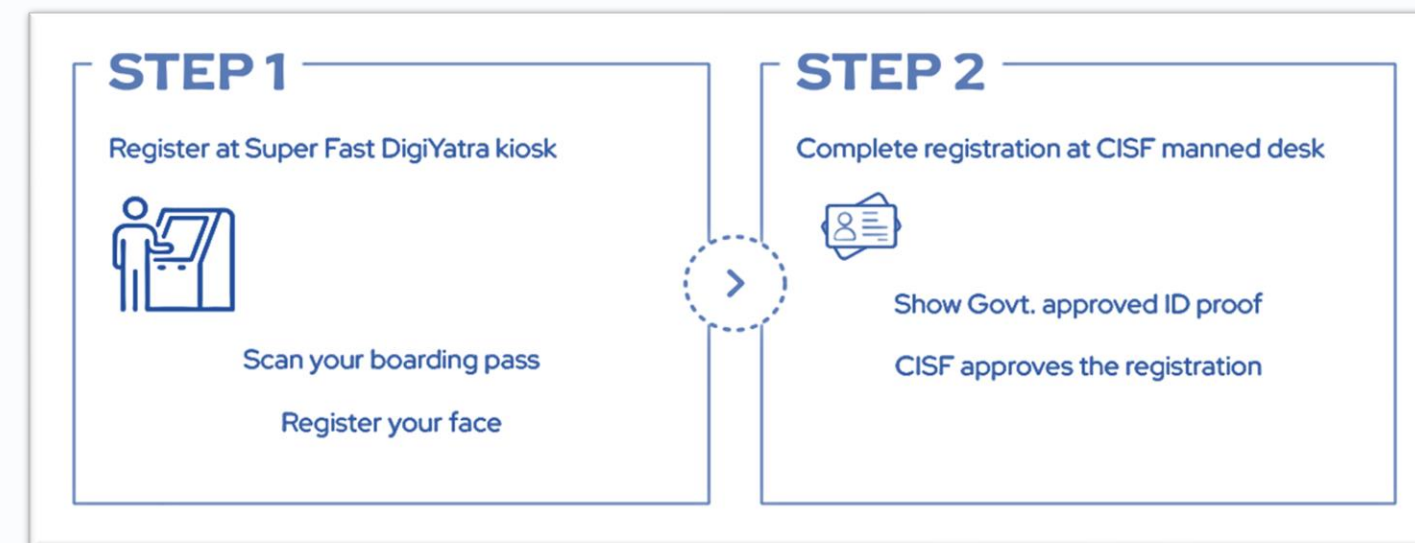 STEP 1
Register at Super Fast DigiYatra kiosk
Scan your boarding pass
Register your face
STEP 2
Complete registration at CISF manned desk
Show Govt. approved ID proof
CISF approves the registration